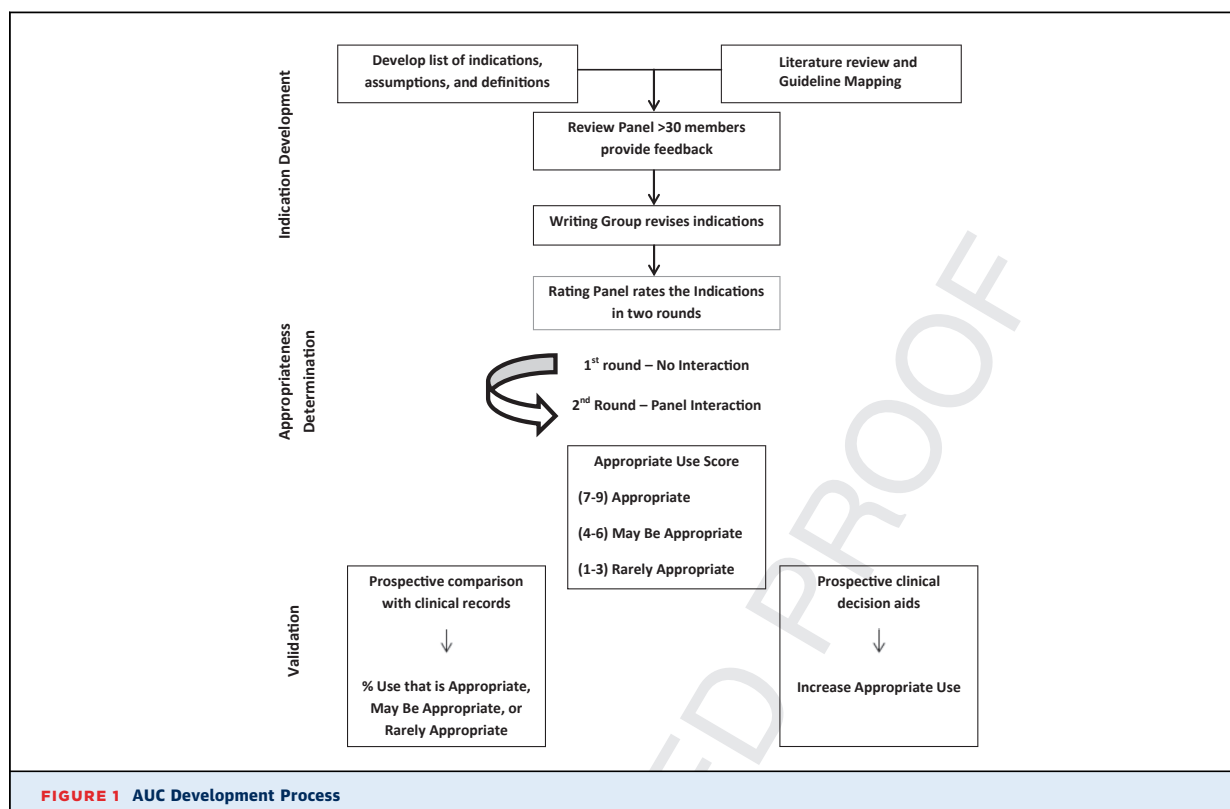 Indication Development
Develop list of indications,
assumptions, and definitions
Literature review and
Guideline Mapping
Review Panel >30 members
provide feedback
Writing Group revises indications
Rating Panel rates the Indications
in two rounds
Appropriateness
Determination
1st round – No Interaction
2nd Round – Panel Interaction
Appropriate Use Score
(7-9) Appropriate
(4-6) May Be Appropriate
(1-3) Rarely Appropriate
Validation
Prospective comparison
with clinical records
% Use that is Appropriate,
May Be Appropriate, or
Rarely Appropriate
Prospective clinical
decision aids
Increase Appropriate Use
ED PROOF
FIGURE 1 AUC Development Process